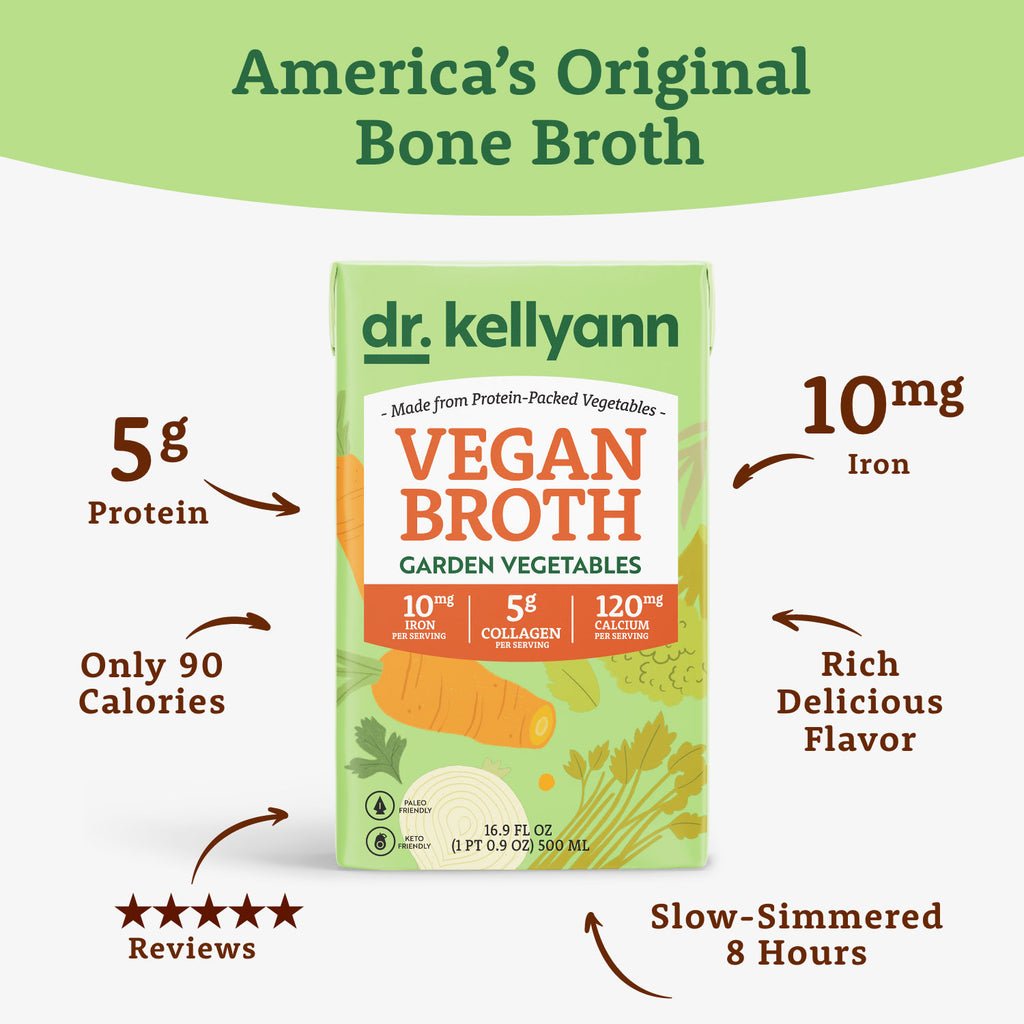 America's Original
Bone Broth
dr. kellyann
- Made from Protein-Packed Vegetables -
VEGAN
BROTH
GARDEN VEGETABLES
10mg
IRON
PER SERVING
5g
COLLAGEN
PER SERVING
120mg
CALCIUM
PER SERVING
PALEO
FRIENDLY
KETO
FRIENDLY
16.9 FL OZ
(1 PT 0.9 OZ) 500 ML
5g
Protein
Only 90
Calories
★★★★★
Reviews
10mg
Iron
Rich
Delicious
Flavor
Slow-Simmered
8 Hours